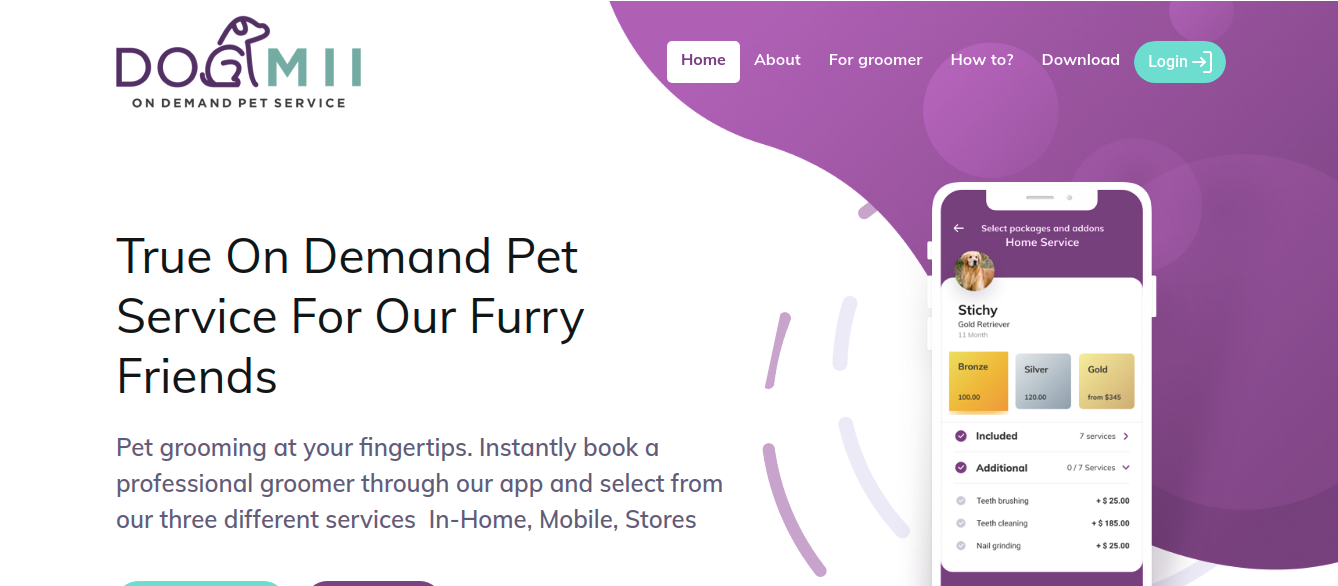 DOGMII
ON DEMAND PET SERVICE
Home About For groomer How to? Download Login
True On Demand Pet
Service For Our Furry
Friends
Pet grooming at your fingertips. Instantly book a
professional groomer through our app and select from
our three different services In-Home, Mobile, Stores
Select packages and addons
Home Service
Stichy
Gold Retriever
11 Month
Bronze Silver Gold
100.00 120.00 from $345
Included 7 services
Additional 0 / 7 Services
Teeth brushing + $ 25.00
Teeth cleaning + $ 185.00
Nail grinding + $ 25.00